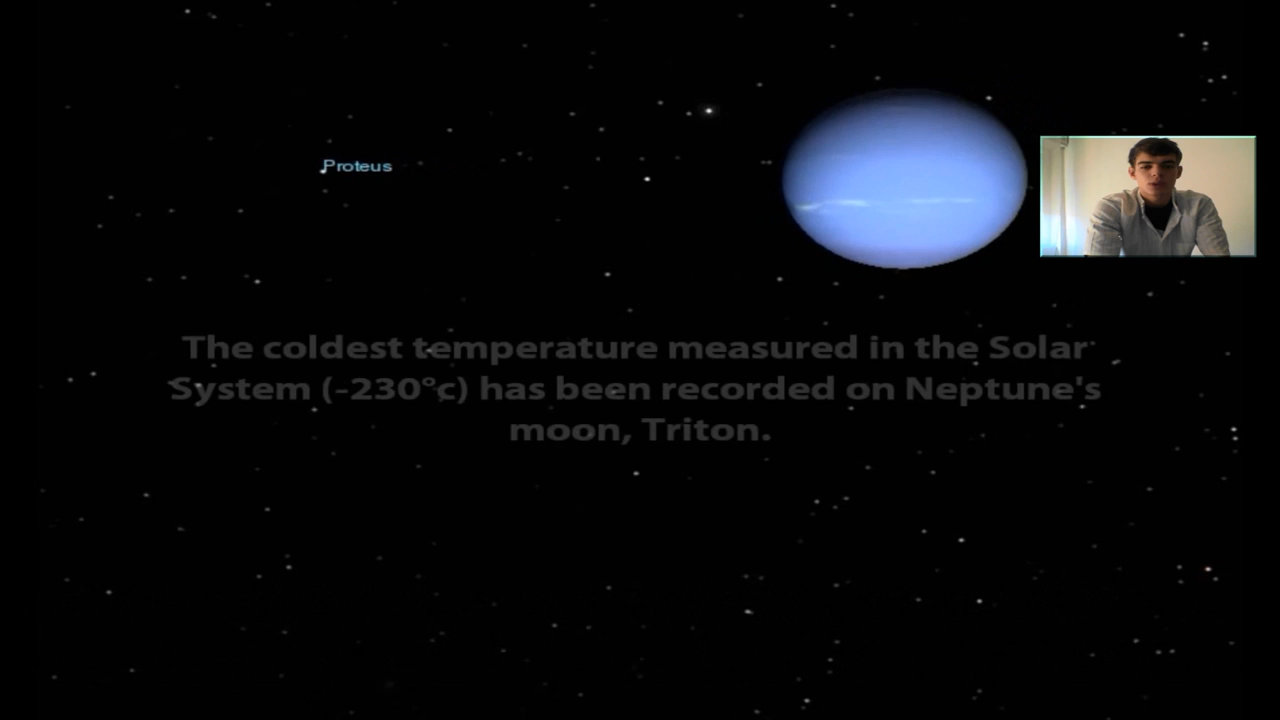 Proteus
The coldest temperature measured in the Solar
System (-230°c) has been recorded on Neptune's
moon, Triton.